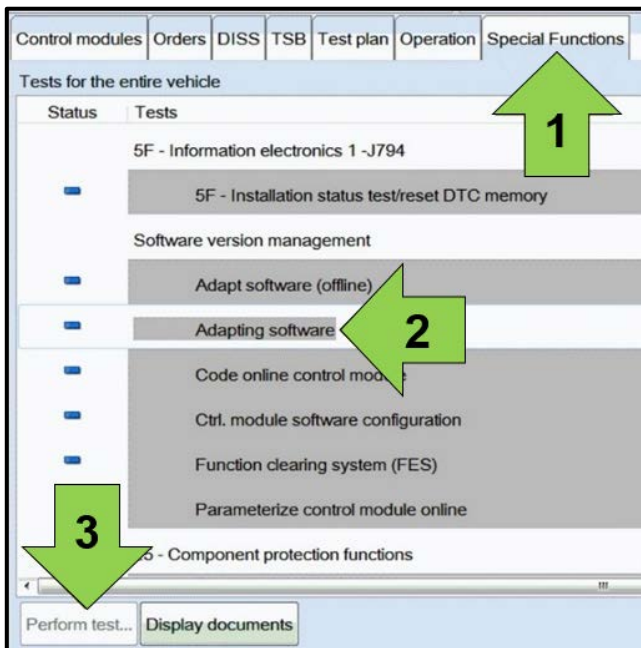 Control modules Orders DISS TSB Test plan Operation Special Functions
Tests for the entire vehicle
Status Tests
1
5F - Information electronics 1 -J794
5F - Installation status test/reset DTC memory
Software version management
Adapt software (offline)
Adapting software
2
Code online control module
Ctrl. module software configuration
Function clearing system (FES)
Parameterize control module online
3
- Component protection functions
Perform test... Display documents